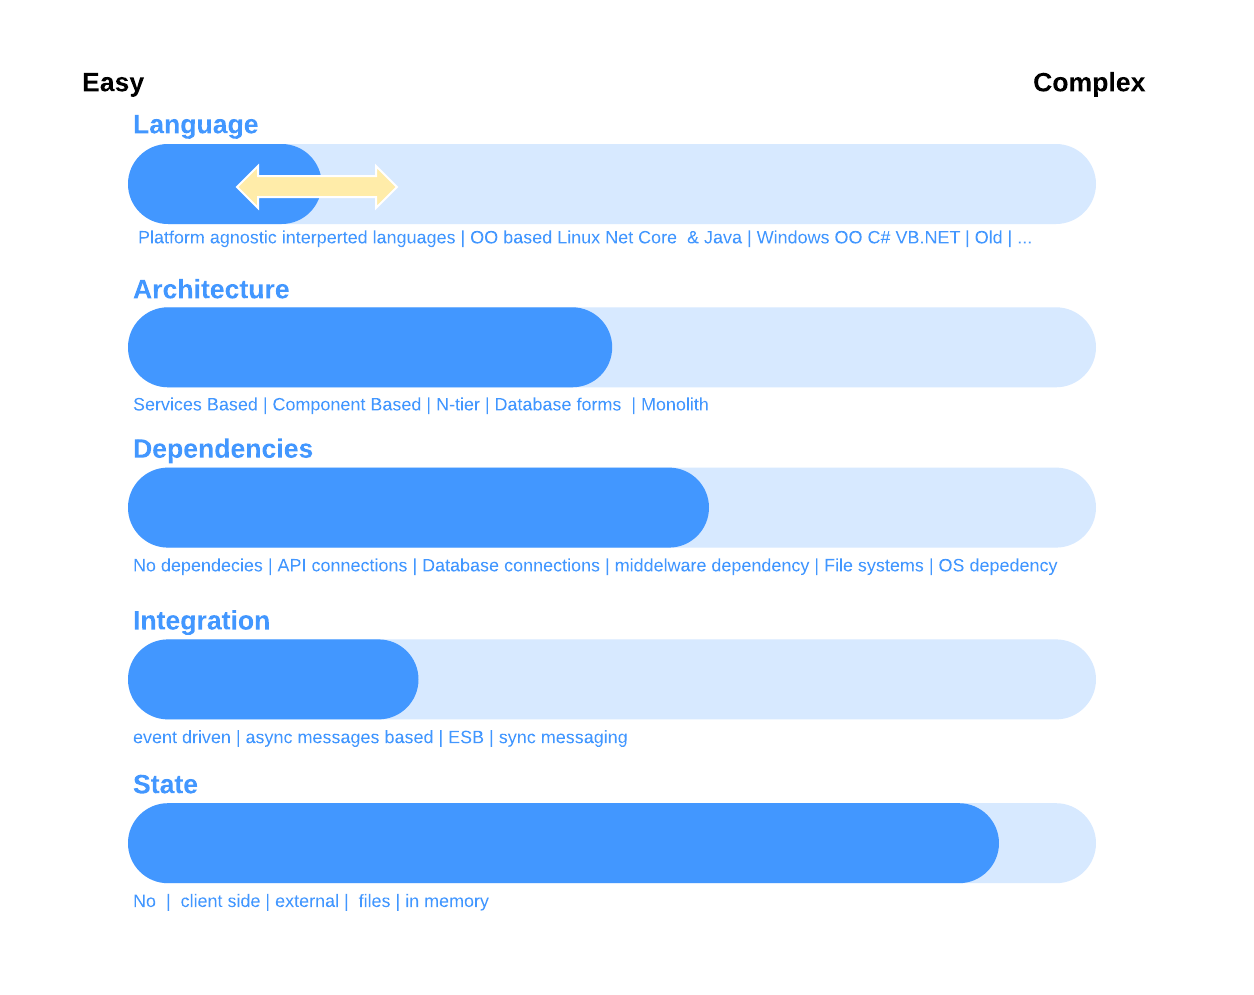 Easy
Complex
Language
Platform agnostic interperted languages | OO based Linux Net Core  & Java | Windows OO C# VB.NET | Old | ...
Architecture
Services Based | Component Based | N-tier | Database forms  | Monolith
Dependencies
No dependecies | API connections | Database connections | middelware dependency | File systems | OS depedency
Integration
event driven | async messages based | ESB | sync messaging
State
No  |  client side | external |  files | in memory